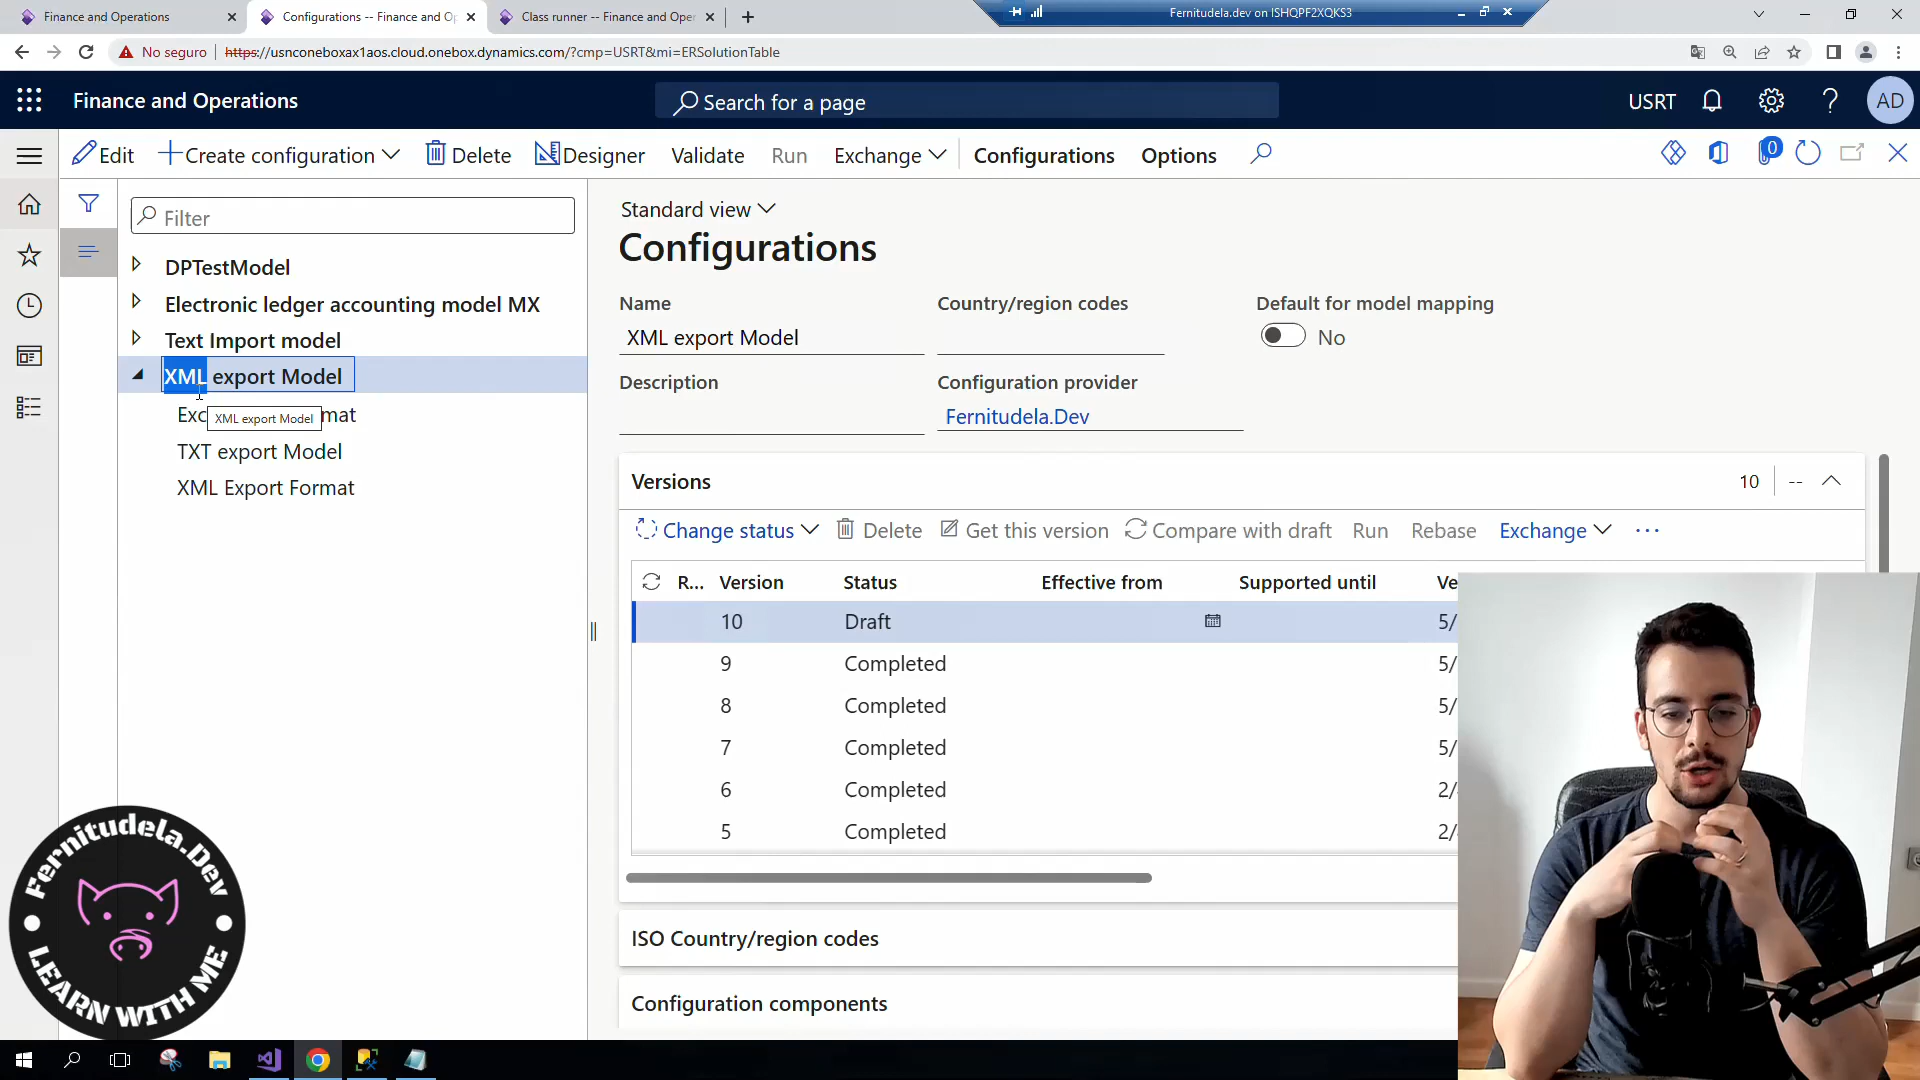 Finance and Operations
Configurations -- Finance and Op
Class runner -- Finance and Oper
Fernitudela.dev on ISHQPF2XQKS3
No seguro
https://usnconeboxax1aos.cloud.onebox.dynamics.com/?cmp=USRT&mi=ERSolutionTable
Finance and Operations
Search for a page
USRT
AD
Edit
Create configuration
Delete
Designer
Validate
Run
Exchange
Configurations
Options
0
Filter
DPTestModel
Electronic ledger accounting model MX
Text Import model
XML export Model
Exc
mat
XML export Model
TXT export Model
XML Export Format
Standard view
Configurations
Name
Country/region codes
Default for model mapping
XML export Model
No
Description
Configuration provider
Fernitudela.Dev
Versions
10
--
Change status
Delete
Get this version
Compare with draft
Run
Rebase
Exchange
R...
Version
Status
Effective from
Supported until
Ve
10
Draft
5/
9
Completed
5/
8
Completed
5/
7
Completed
5/
6
Completed
2/
5
Completed
2/
ISO Country/region codes
Configuration components
Fernitudela.Dev
LEARN WITH ME